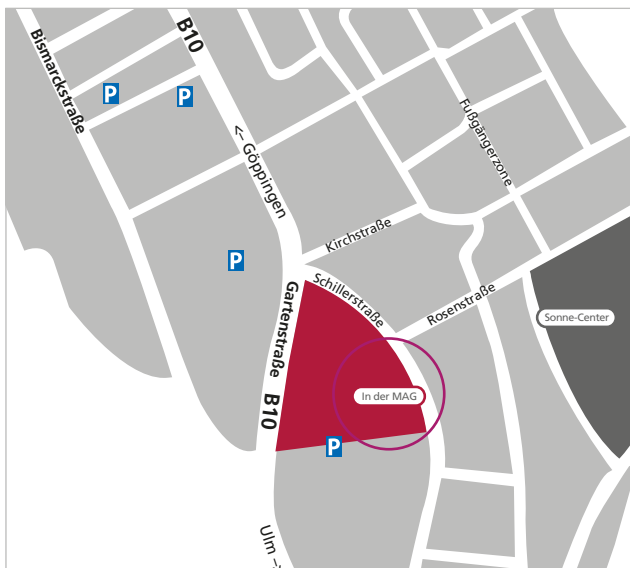 Bismarckstraße
B10
P
P
<– Göppingen
Fußgängerzone
Kirchstraße
P
Schillerstraße
Rosenstraße
Gartenstraße
B10
Sonne-Center
In der MAG
P
Ulm –>